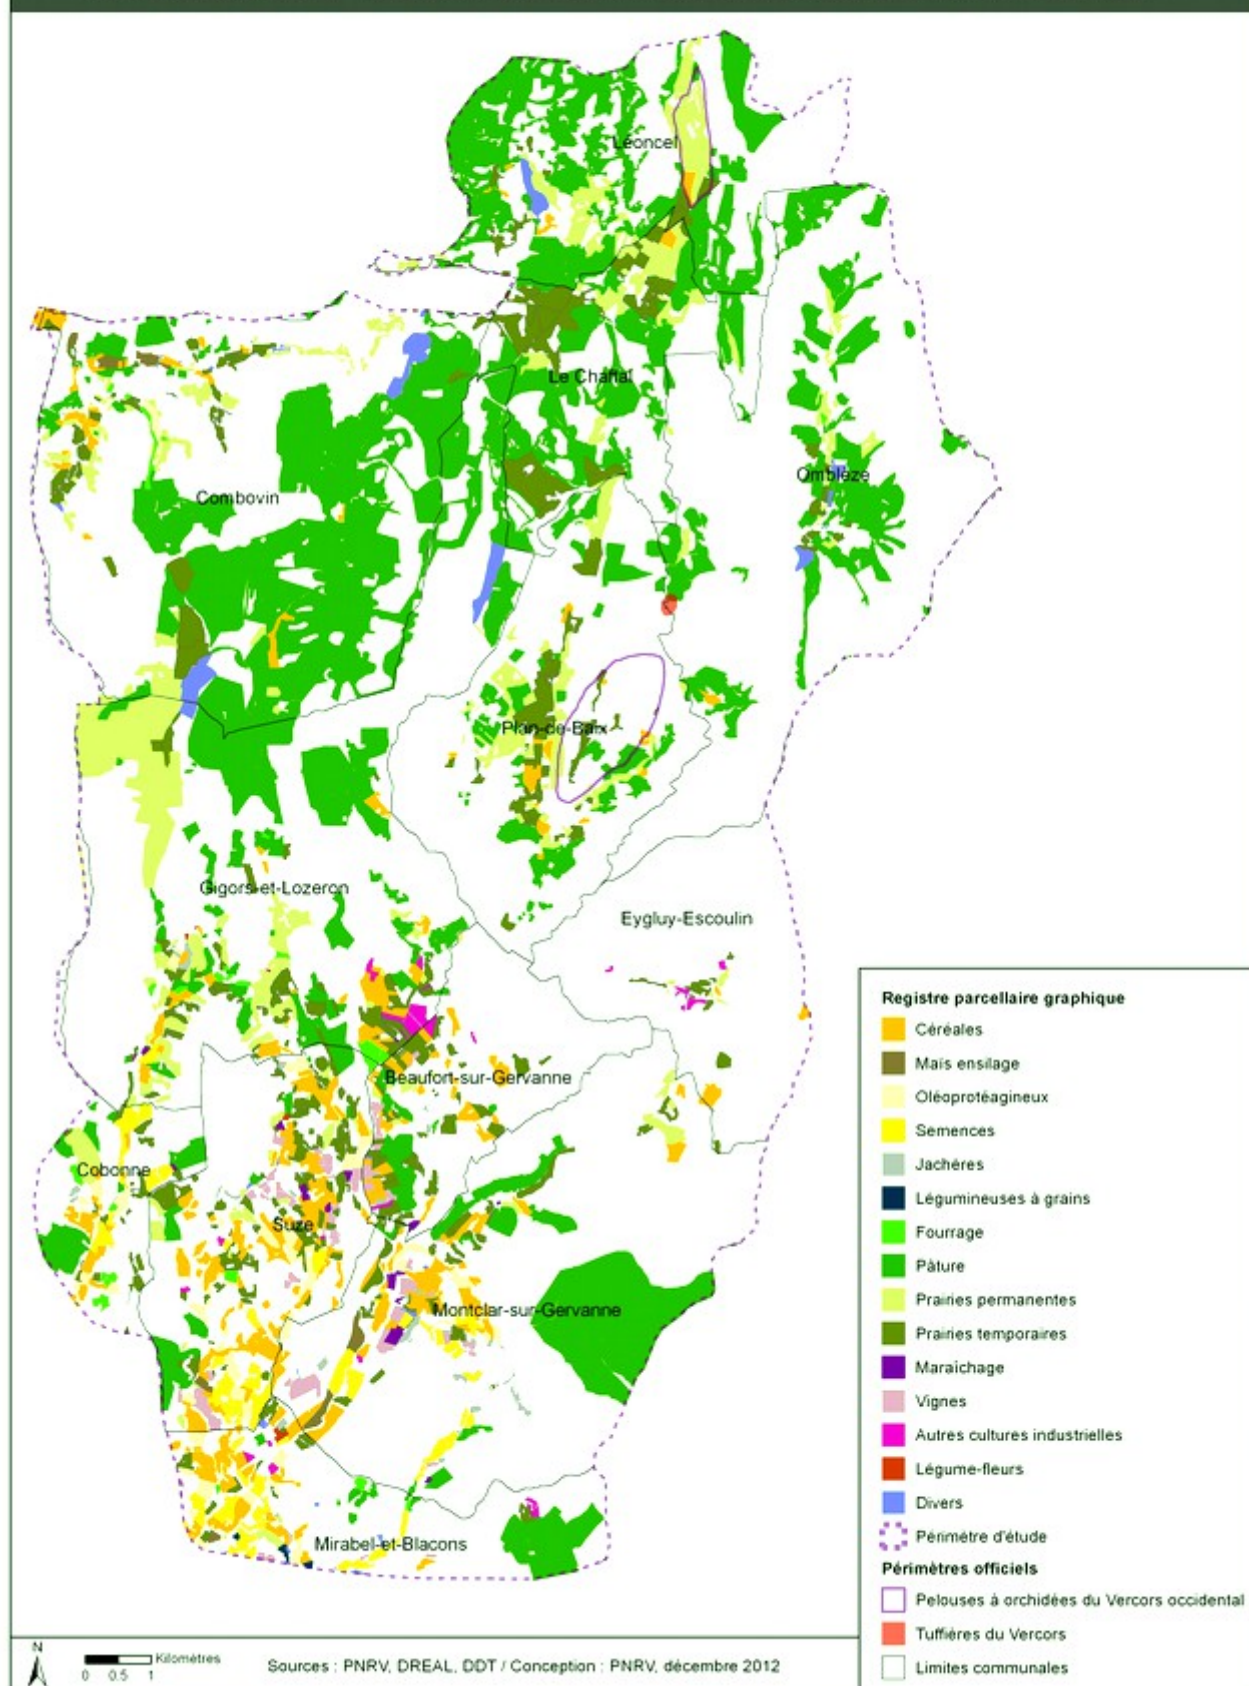 Léoncel
Le Chaffal
Combovin
Omblèze
Plan-de-Baix
Gigors-et-Lozeron
Eygluy-Escoulin
Beaufort-sur-Gervanne
Cobonne
Suze
Montclar-sur-Gervanne
Mirabel-et-Blacons
Registre parcellaire graphique
Céréales
Maïs ensilage
Oléoprotéagineux
Semences
Jachères
Légumineuses à grains
Fourrage
Pâture
Prairies permanentes
Prairies temporaires
Maraîchage
Vignes
Autres cultures industrielles
Légume-fleurs
Divers
Périmètre d'étude
Périmètres officiels
Pelouses à orchidées du Vercors occidental
Tuffières du Vercors
Limites communales
N
Kilomètres
0 0.5 1
Sources : PNRV, DREAL, DDT / Conception : PNRV, décembre 2012